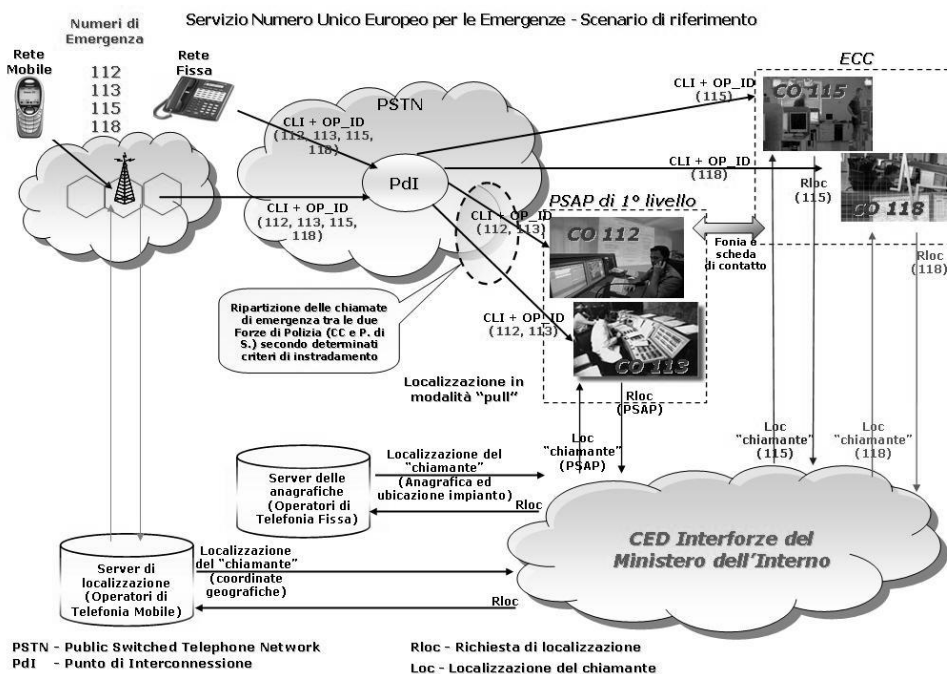 Servizio Numero Unico Europeo per le Emergenze - Scenario di riferimento
Numeri di
Emergenza
Rete
Mobile
112
113
115
118
Rete
Fissa
PSTN
CLI + OP_ID
(112, 113, 115,
118)
PdI
CLI + OP_ID
(112, 113, 115,
118)
CLI + OP_ID
(115)
CLI + OP_ID
(118)
CLI + OP_ID
(112, 113)
CLI + OP_ID
(112, 113)
ECC
CO 115
CO 118
Rloc
(115)
Rloc
(118)
PSAP di 1° livello
CO 112
CO 113
Fonia e
scheda
di contatto
Ripartizione delle chiamate
di emergenza tra le due
Forze di Polizia (CC e P. di
S.) secondo determinati
criteri di instradamento
Localizzazione in
modalità “pull”
Rloc
(PSAP)
Loc
“chiamante”
(PSAP)
Loc
“chiamante”
(115)
Loc
“chiamante”
(118)
Server delle
anagrafiche
(Operatori di
Telefonia Fissa)
Localizzazione del
“chiamante”
(Anagrafica ed
ubicazione impianto)
Rloc
Server di
localizzazione
(Operatori di
Telefonia Mobile)
Localizzazione
del “chiamante”
(coordinate
geografiche)
Rloc
CED Interforze del
Ministero dell’Interno
PSTN - Public Switched Telephone Network
PdI - Punto di Interconnessione
Rloc - Richiesta di localizzazione
Loc - Localizzazione del chiamante